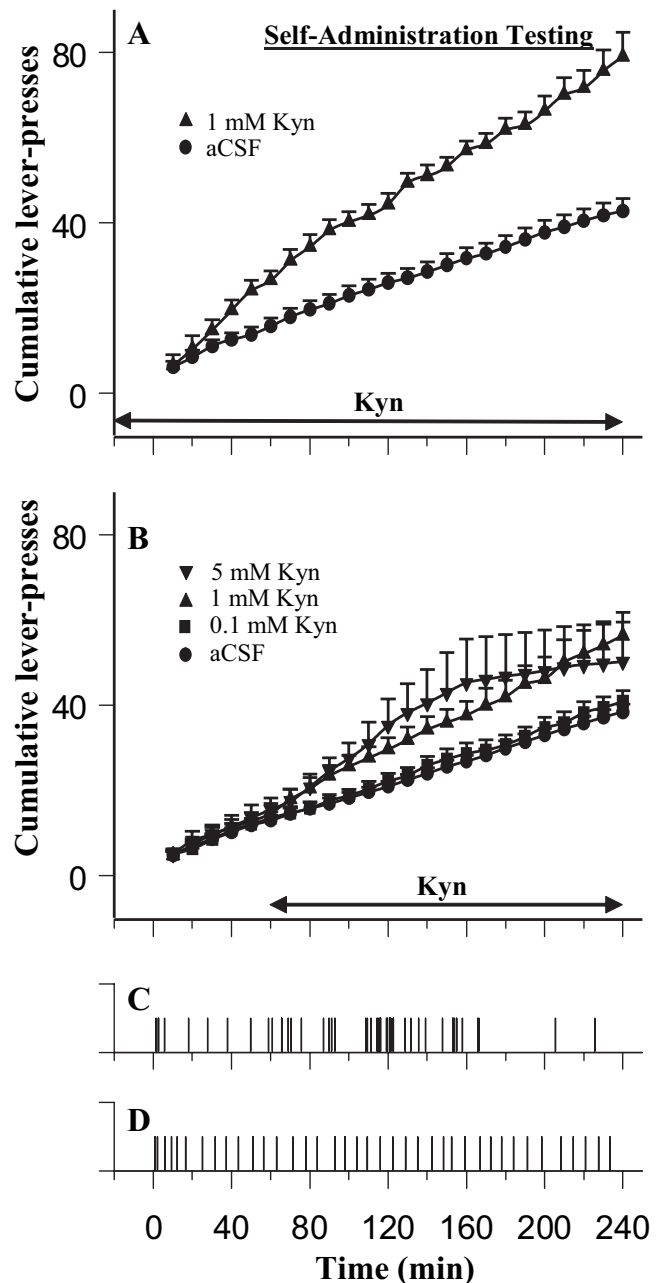 A
Self-Administration Testing
80
1 mM Kyn
aCSF
40
0
Cumulative lever-presses
Kyn
B
80
5 mM Kyn
1 mM Kyn
0.1 mM Kyn
aCSF
40
0
Cumulative lever-presses
Kyn
C
D
0 40 80 120 160 200 240
Time (min)